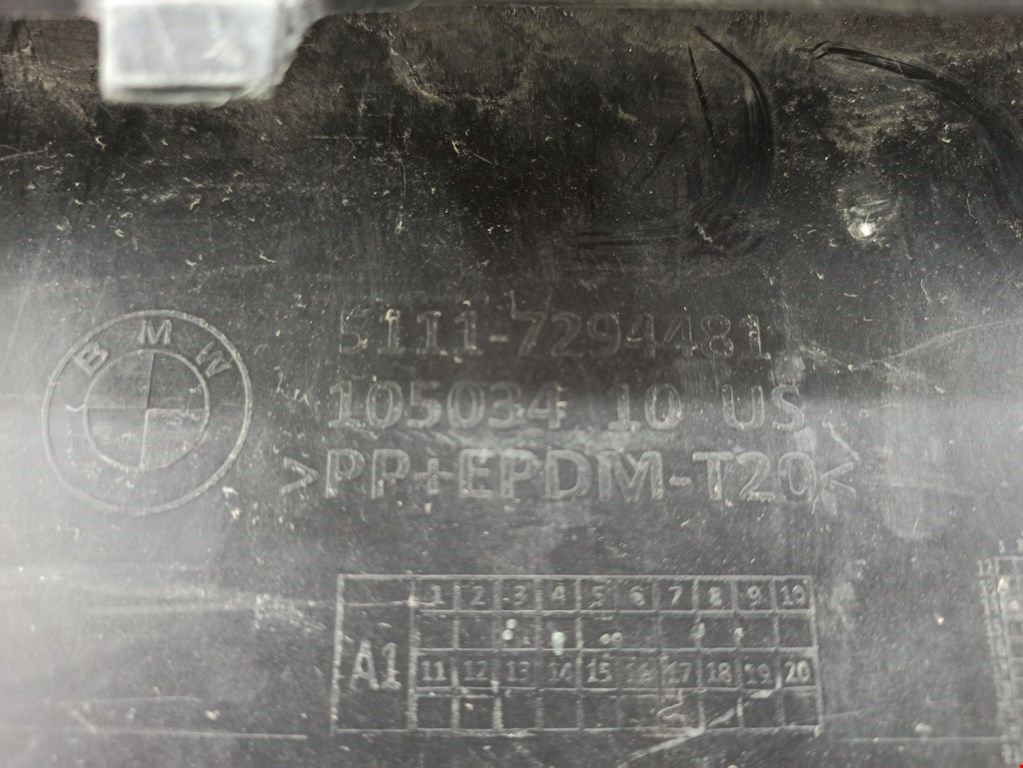 BMW
5111-7294481
105034 10 US
>PP+EPDM-T20<
A1
1 2 3 4 5 6 7 8 9 10
11 12 13 14 15 16 17 18 19 20